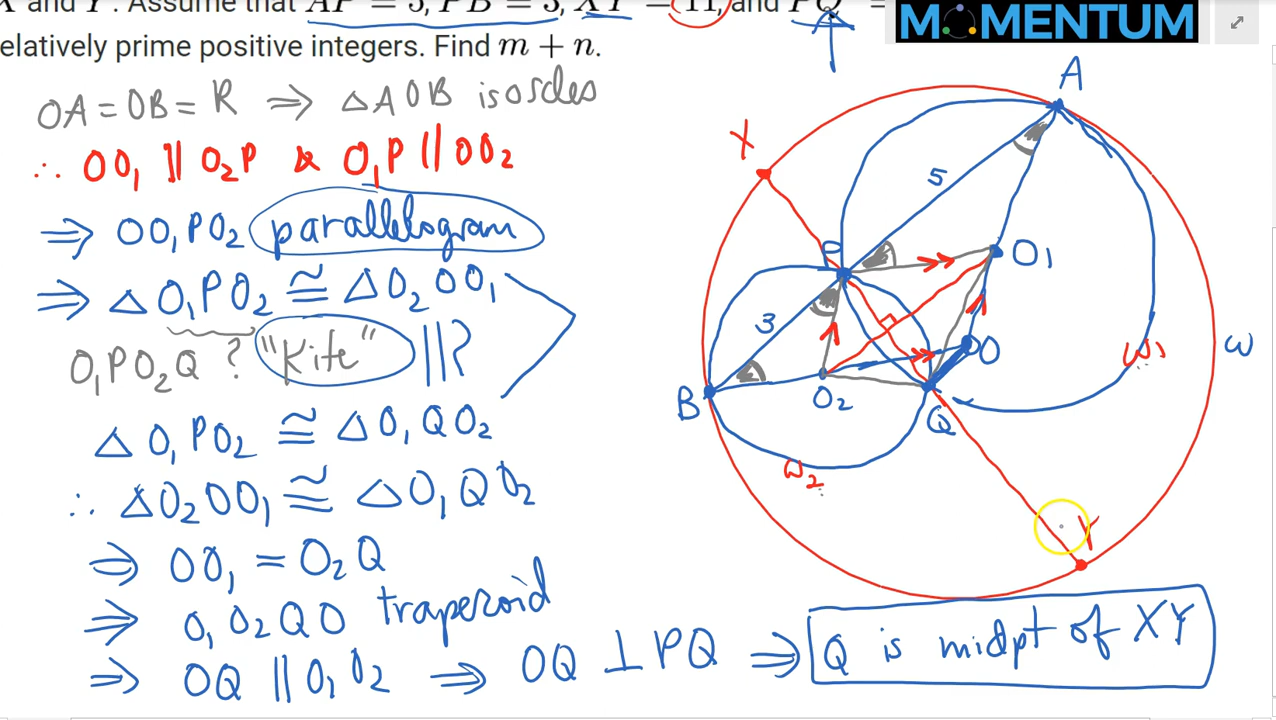 X and Y. Assume that AP = 5, PB = 3, XY = 11, and PQ =
MOMENTUM
elatively prime positive integers. Find m + n.
OA = OB = R ⇒ △AOB isosceles
∴ OO₁ ∥ O₂P & O₁P ∥ OO₂
⇒ OO₁PO₂ parallelogram
⇒ △O₁PO₂ ≅ △O₂OO₁
O₁PO₂Q ? "Kite"
△O₁PO₂ ≅ △O₁QO₂
∴ △O₂OO₁ ≅ △O₁QO₂
⇒ OO₁ = O₂Q
⇒ O₁O₂QO trapezoid
⇒ OQ ∥ O₁O₂ ⇒ OQ ⊥ PQ ⇒ Q is midpt of XY
A
X
5
P
O₁
3
O
ω₁
ω
B
O₂
Q
ω₂
Y